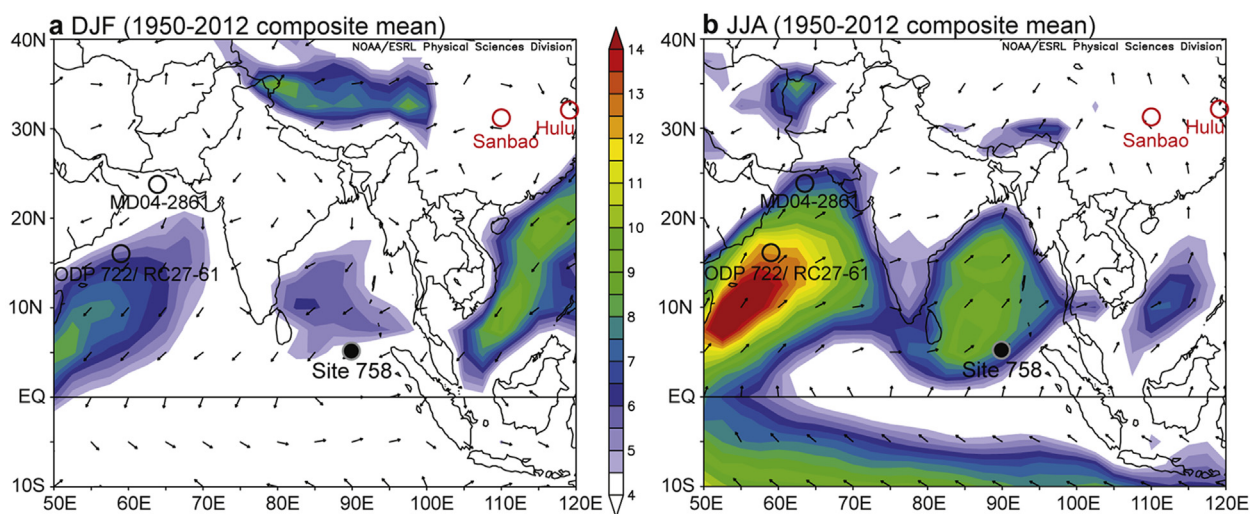 a DJF (1950-2012 composite mean)
NOAA/ESRL Physical Sciences Division
40N
30N
20N
10N
EQ
10S
50E 60E 70E 80E 90E 100E 110E 120E
Sanbao
Hulu
MD04-2861
ODP 722/ RC27-61
Site 758
14
13
12
11
10
9
8
7
6
5
4
b JJA (1950-2012 composite mean)
NOAA/ESRL Physical Sciences Division
40N
30N
20N
10N
EQ
10S
50E 60E 70E 80E 90E 100E 110E 120E
Sanbao
Hulu
MD04-2861
ODP 722/ RC27-61
Site 758